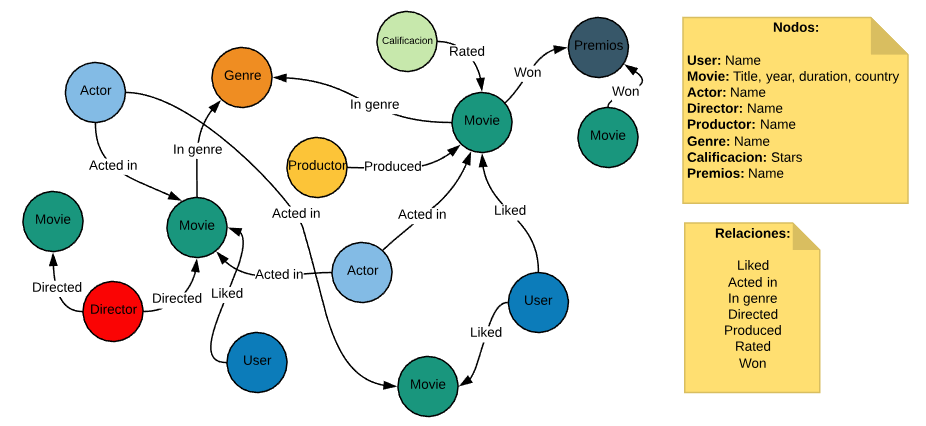 Calificacion
Rated
Premios
Won
Won
Genre
Actor
In genre
Movie
Movie
In genre
Acted in
Productor
Produced
Movie
Movie
Acted in
Acted in
Liked
Actor
Acted in
Directed
Directed
Liked
Director
User
Liked
User
Movie
Nodos:
User: Name
Movie: Title, year, duration, country
Actor: Name
Director: Name
Productor: Name
Genre: Name
Calificacion: Stars
Premios: Name
Relaciones:
Liked
Acted in
In genre
Directed
Produced
Rated
Won